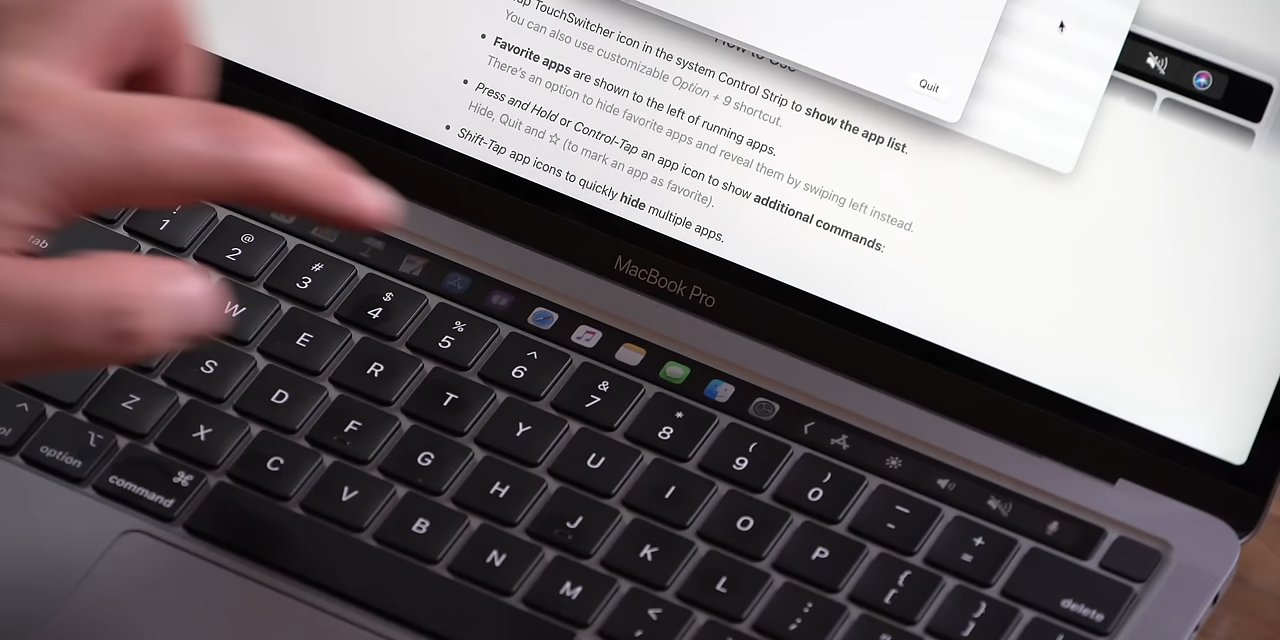 TouchSwitcher icon in the system Control Strip to show the app list.
You can also use customizable Option + 9 shortcut.
• Favorite apps are shown to the left of running apps.
There's an option to hide favorite apps and reveal them by swiping left instead.
• Press and Hold or Control-Tap an app icon to show additional commands:
Hide, Quit and ☆ (to mark an app as favorite).
• Shift-Tap app icons to quickly hide multiple apps.
How to Use
Quit
MacBook Pro
! 1
@ 2
# 3
$ 4
% 5
^ 6
& 7
* 8
( 9
) 0
— -
+ =
delete
tab
W
E
R
T
Y
U
I
O
P
{ [
} ]
S
D
F
G
H
J
K
L
: ;
Z
X
C
V
B
N
M
<
option
command